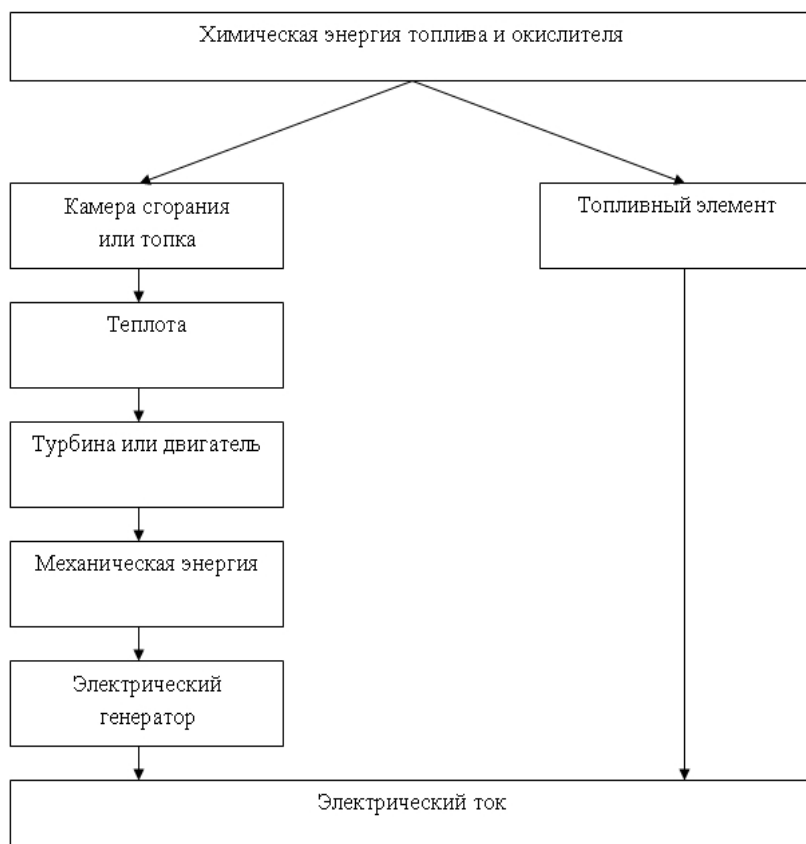 Химическая энергия топлива и окислителя
Камера сгорания
или топка
Топливный элемент
Теплота
Турбина или двигатель
Механическая энергия
Электрический
генератор
Электрический ток